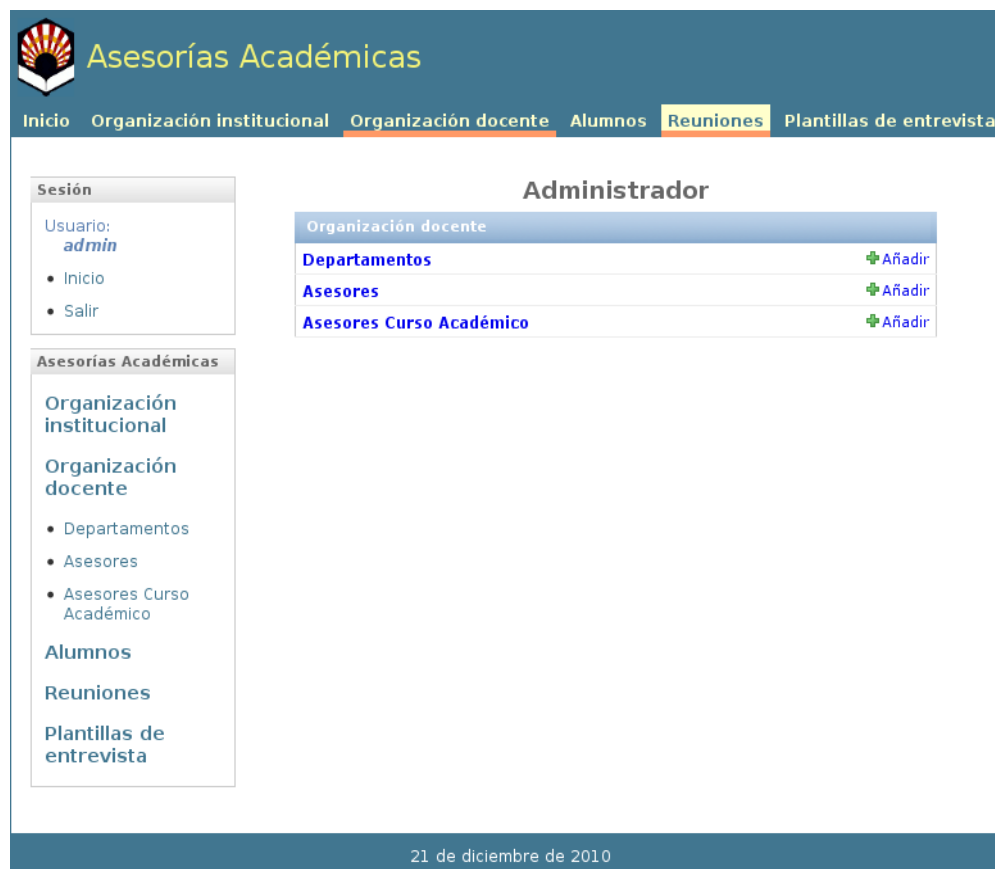 Asesorías Académicas
Inicio Organización institucional Organización docente Alumnos Reuniones Plantillas de entrevista
Sesión
Usuario:
admin
Inicio
Salir
Asesorías Académicas
Organización
institucional
Organización
docente
Departamentos
Asesores
Asesores Curso
Académico
Alumnos
Reuniones
Plantillas de
entrevista
Administrador
Organización docente
Departamentos Añadir
Asesores Añadir
Asesores Curso Académico Añadir
21 de diciembre de 2010